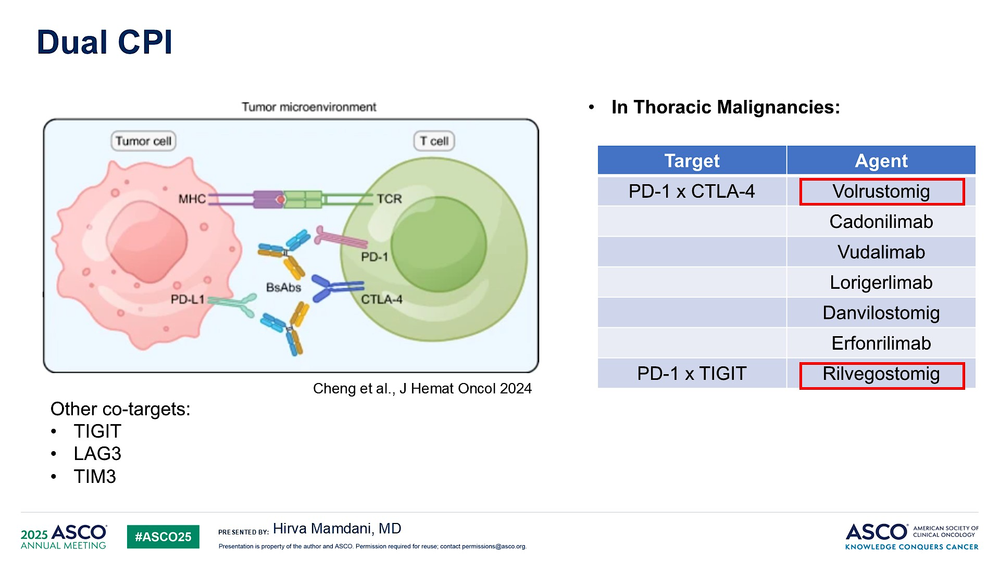 Dual CPI
Tumor microenvironment
Tumor cell
T cell
MHC
TCR
PD-1
BsAbs
PD-L1
CTLA-4
Cheng et al., J Hemat Oncol 2024
Other co-targets:
• TIGIT
• LAG3
• TIM3
• In Thoracic Malignancies:
Target Agent
PD-1 x CTLA-4 Volrustomig
Cadonilimab
Vudalimab
Lorigerlimab
Danvilostomig
Erfonrilimab
PD-1 x TIGIT Rilvegostomig
2025 ASCO®
ANNUAL MEETING
#ASCO25
PRESENTED BY: Hirva Mamdani, MD
Presentation is property of the author and ASCO. Permission required for reuse; contact permissions@asco.org.
ASCO® AMERICAN SOCIETY OF
CLINICAL ONCOLOGY
KNOWLEDGE CONQUERS CANCER